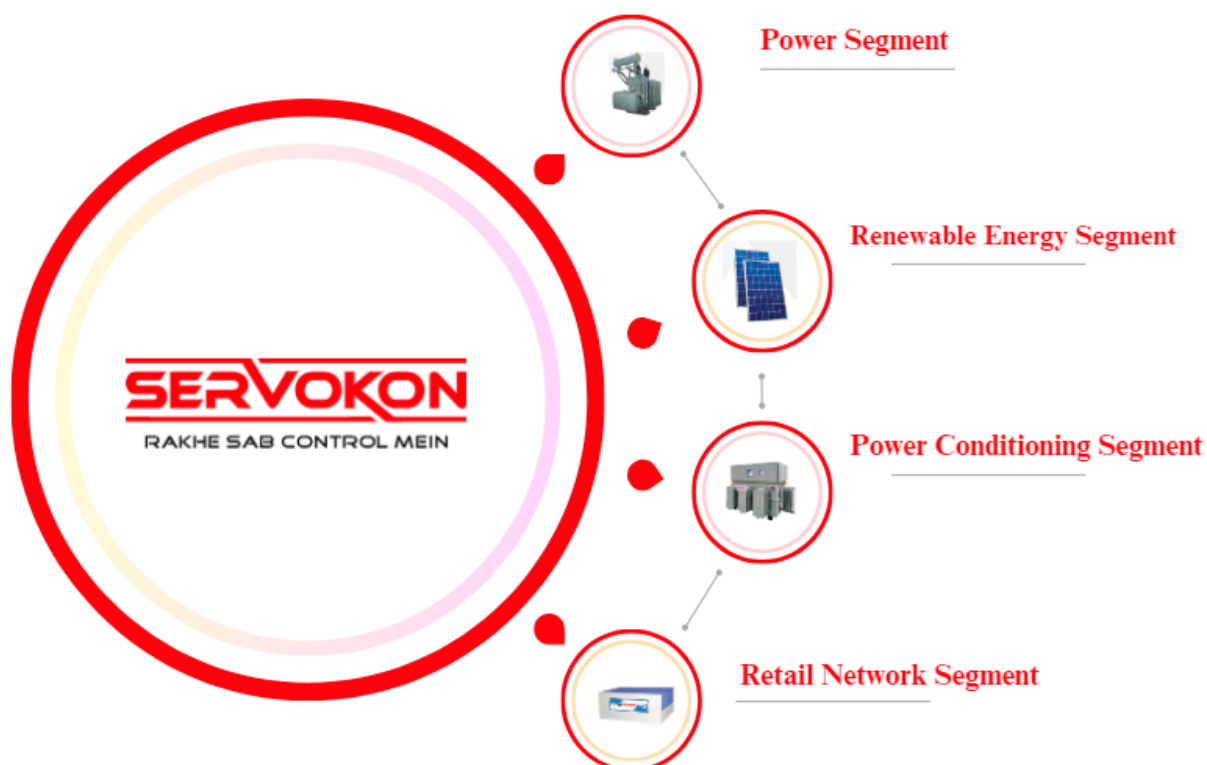 Power Segment
Renewable Energy Segment
SERVOKON
RAKHE SAB CONTROL MEIN
Power Conditioning Segment
Retail Network Segment